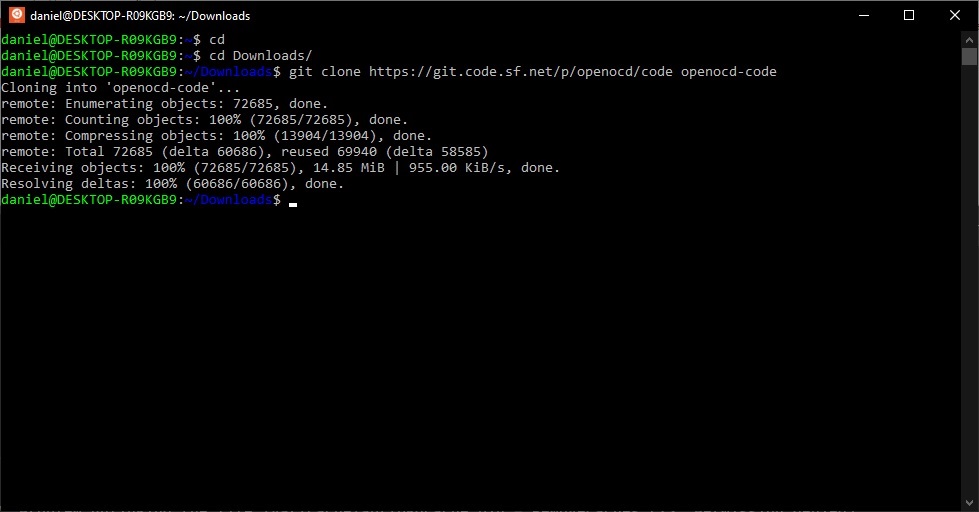 daniel@DESKTOP-R09KGB9: ~/Downloads
daniel@DESKTOP-R09KGB9:~$ cd
daniel@DESKTOP-R09KGB9:~$ cd Downloads/
daniel@DESKTOP-R09KGB9:~/Downloads$ git clone https://git.code.sf.net/p/openocd/code openocd-code
Cloning into 'openocd-code'...
remote: Enumerating objects: 72685, done.
remote: Counting objects: 100% (72685/72685), done.
remote: Compressing objects: 100% (13904/13904), done.
remote: Total 72685 (delta 60686), reused 69940 (delta 58585)
Receiving objects: 100% (72685/72685), 14.85 MiB | 955.00 KiB/s, done.
Resolving deltas: 100% (60686/60686), done.
daniel@DESKTOP-R09KGB9:~/Downloads$